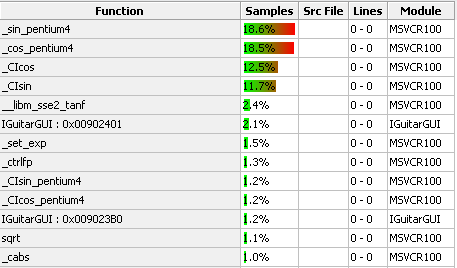 Function Samples Src File Lines Module
_sin_pentium4 18.6% 0 - 0 MSVCR100
_cos_pentium4 18.5% 0 - 0 MSVCR100
_CIcos 12.5% 0 - 0 MSVCR100
_CIsin 11.7% 0 - 0 MSVCR100
__libm_sse2_tanf 2.4% 0 - 0 MSVCR100
IGuitarGUI : 0x00902401 2.1% 0 - 0 IGuitarGUI
_set_exp 1.5% 0 - 0 MSVCR100
_ctrlfp 1.3% 0 - 0 MSVCR100
_CIsin_pentium4 1.2% 0 - 0 MSVCR100
_CIcos_pentium4 1.2% 0 - 0 MSVCR100
IGuitarGUI : 0x009023B0 1.2% 0 - 0 IGuitarGUI
sqrt 1.1% 0 - 0 MSVCR100
_cabs 1.0% 0 - 0 MSVCR100